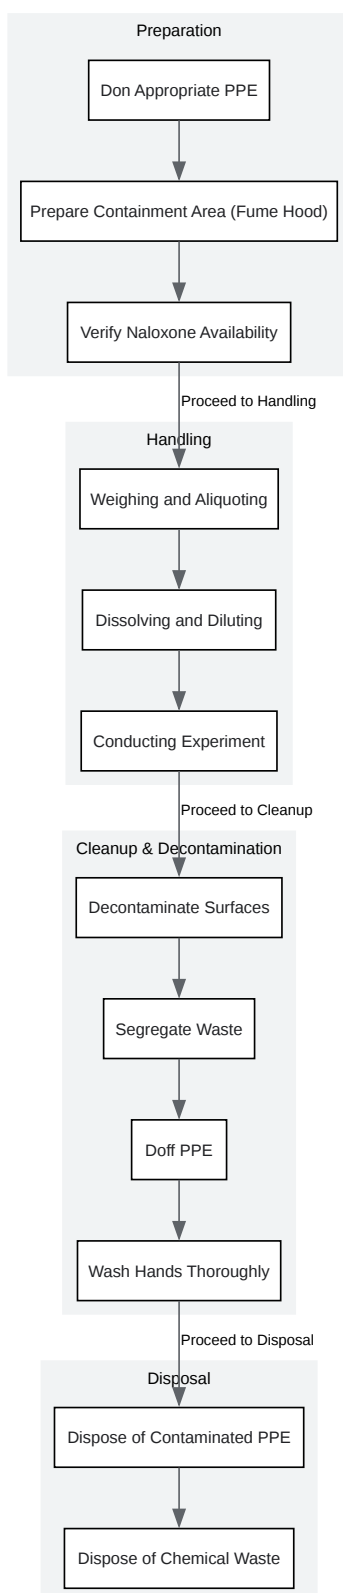 Preparation
Don Appropriate PPE
Prepare Containment Area (Fume Hood)
Verify Naloxone Availability
Proceed to Handling
Handling
Weighing and Aliquoting
Dissolving and Diluting
Conducting Experiment
Proceed to Cleanup
Cleanup & Decontamination
Decontaminate Surfaces
Segregate Waste
Doff PPE
Wash Hands Thoroughly
Proceed to Disposal
Disposal
Dispose of Contaminated PPE
Dispose of Chemical Waste